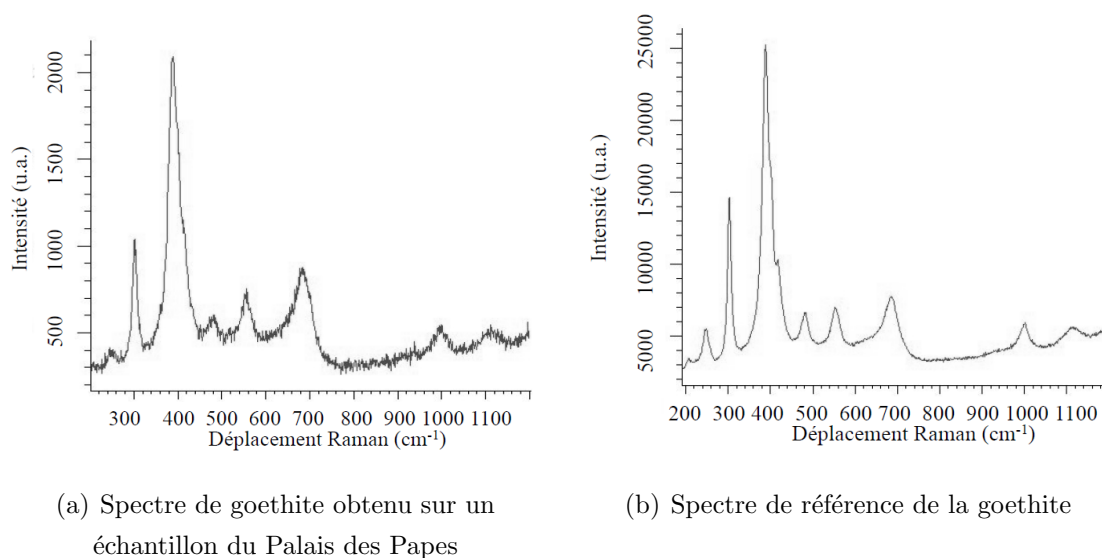 Intensité (u.a.)
2000
1500
1000
500
300 400 500 600 700 800 900 1000 1100
Déplacement Raman (cm⁻¹)
(a) Spectre de goethite obtenu sur un
échantillon du Palais des Papes
Intensité (u.a.)
25000
20000
15000
10000
5000
200 300 400 500 600 700 800 900 1000 1100
Déplacement Raman (cm⁻¹)
(b) Spectre de référence de la goethite